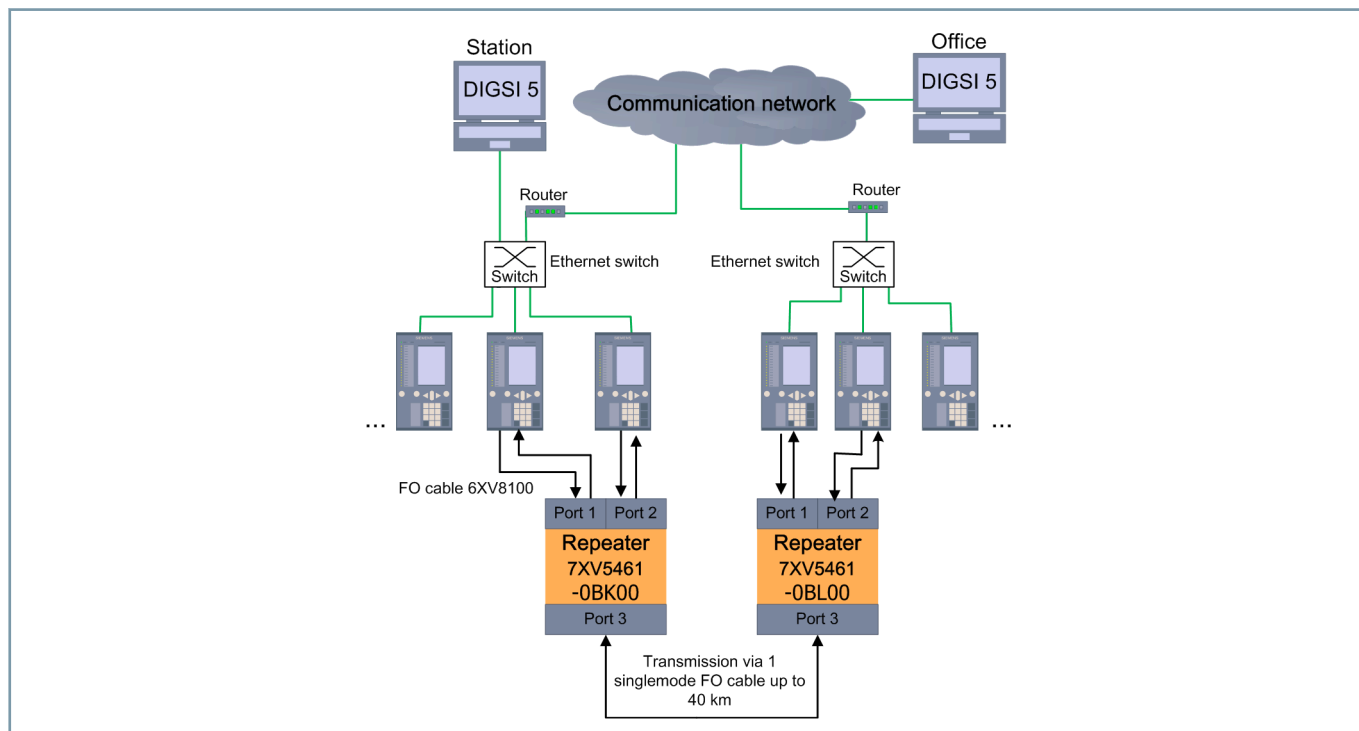 Station
Office
DIGSI 5
DIGSI 5
Communication network
Router
Router
Ethernet switch
Switch
Ethernet switch
Switch
...
...
FO cable 6XV8100
Port 1
Port 2
Port 1
Port 2
Repeater
7XV5461
-0BK00
Repeater
7XV5461
-0BL00
Port 3
Port 3
Transmission via 1
singlemode FO cable up to
40 km